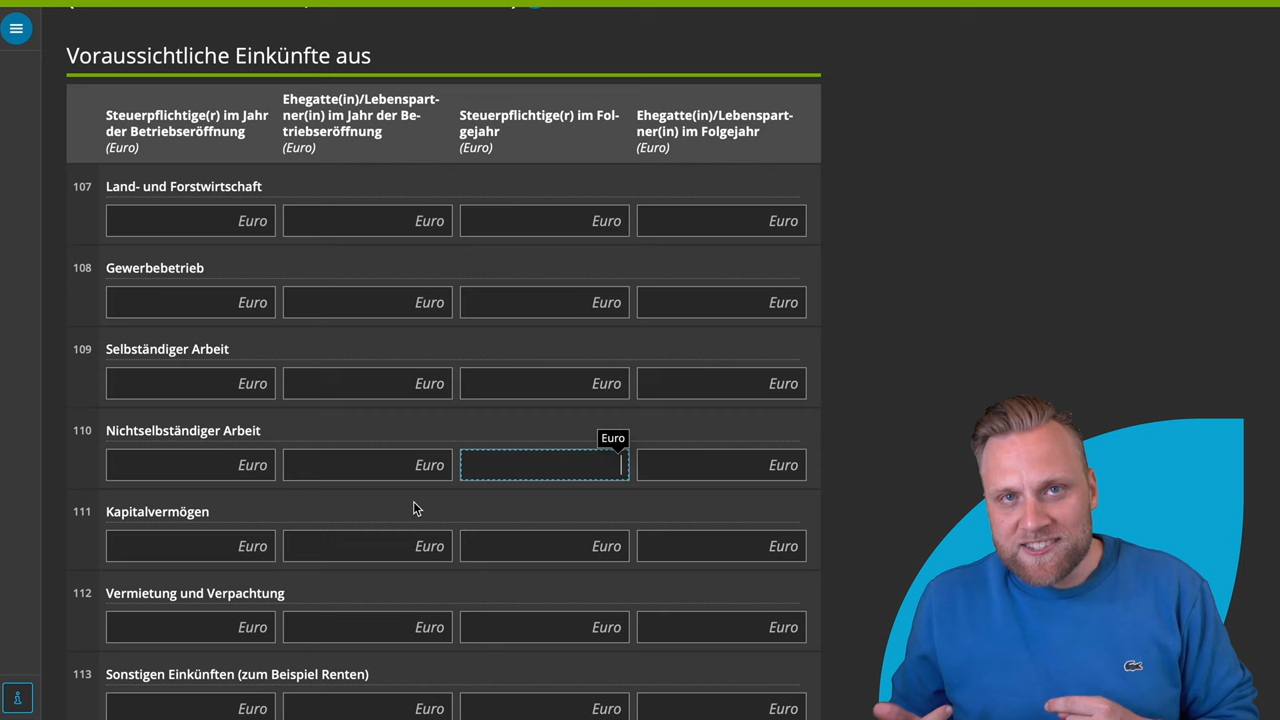 Voraussichtliche Einkünfte aus
Steuerpflichtige(r) im Jahr
der Betriebseröffnung
(Euro)
Ehegatte(in)/Lebenspart-
ner(in) im Jahr der Be-
triebseröffnung
(Euro)
Steuerpflichtige(r) im Fol-
gejahr
(Euro)
Ehegatte(in)/Lebenspart-
ner(in) im Folgejahr
(Euro)
107 Land- und Forstwirtschaft
Euro Euro Euro Euro
108 Gewerbebetrieb
Euro Euro Euro Euro
109 Selbständiger Arbeit
Euro Euro Euro Euro
110 Nichtselbständiger Arbeit
Euro
Euro Euro Euro
111 Kapitalvermögen
Euro Euro Euro Euro
112 Vermietung und Verpachtung
Euro Euro Euro Euro
113 Sonstigen Einkünften (zum Beispiel Renten)
Euro Euro Euro Euro